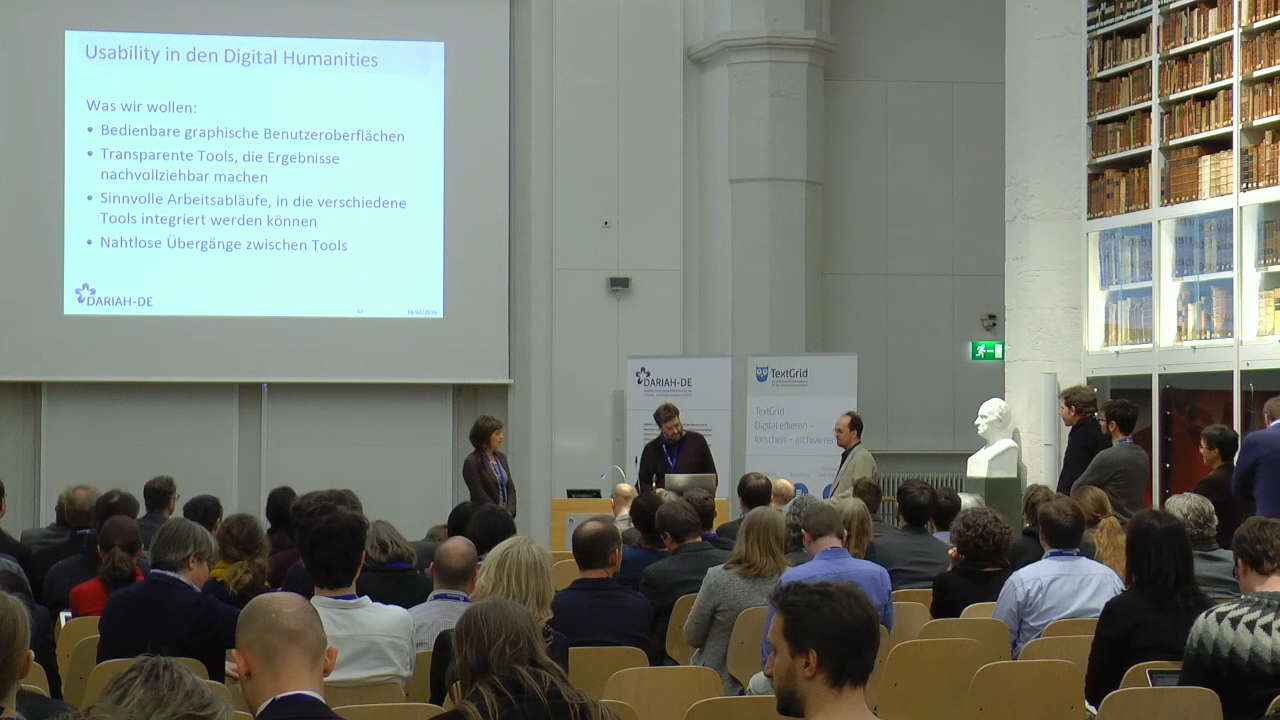 Usability in den Digital Humanities
Was wir wollen:
• Bedienbare graphische Benutzeroberflächen
• Transparente Tools, die Ergebnisse
nachvollziehbar machen
• Sinnvolle Arbeitsabläufe, in die verschiedene
Tools integriert werden können
• Nahtlose Übergänge zwischen Tools
DARIAH-DE
DARIAH-DE
TextGrid
TextGrid
Digital edieren –
forschen – archivieren